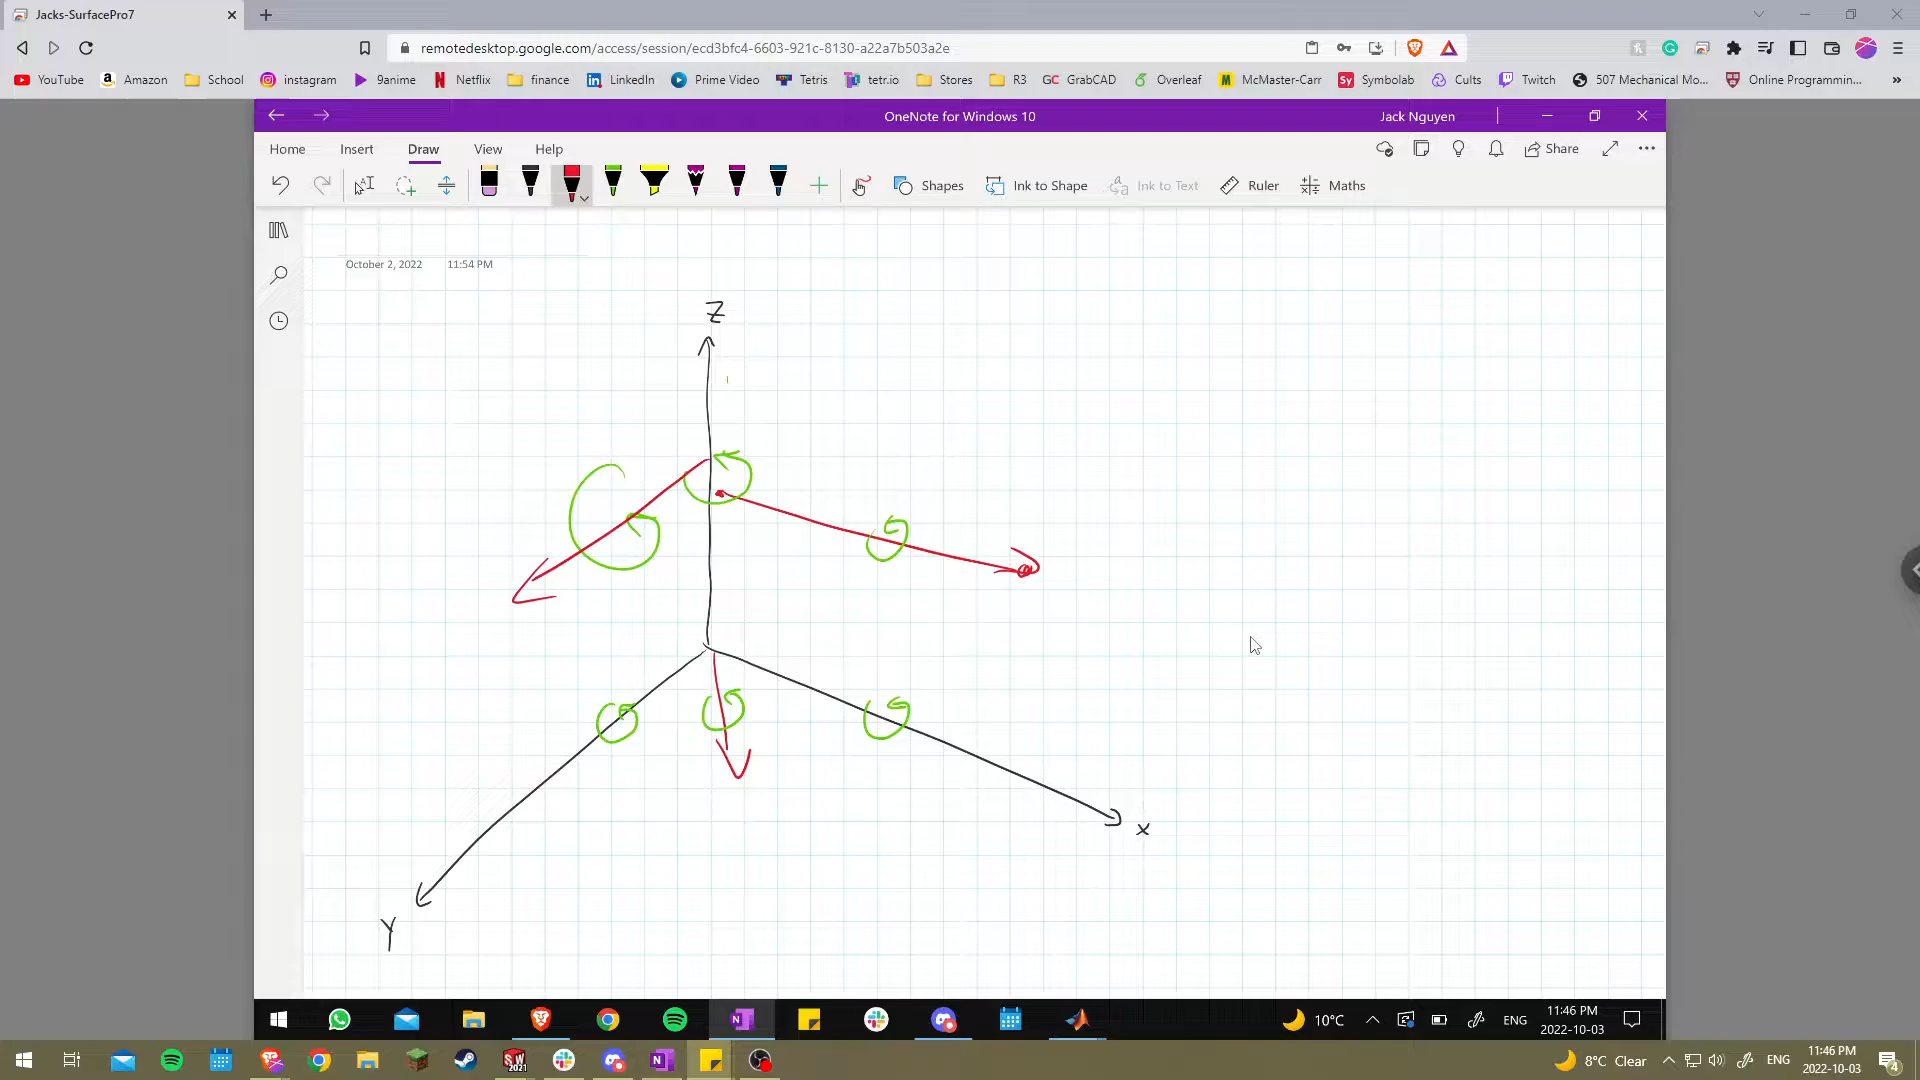 Jacks-SurfacePro7
remotedesktop.google.com/access/session/ecd3bfc4-6603-921c-8130-a22a7b503a2e
YouTube Amazon School instagram 9anime Netflix finance LinkedIn Prime Video Tetris tetr.io Stores R3 GC GrabCAD Overleaf M McMaster-Carr Sy Symbolab Cults Twitch 507 Mechanical Mo... Online Programmin... »
OneNote for Windows 10
Jack Nguyen
Home Insert Draw View Help
Share
Shapes Ink to Shape Ink to Text Ruler Maths
October 2, 2022 11:54 PM
Z
X
Y
10°C ENG 11:46 PM
2022-10-03
8°C Clear ENG 11:46 PM
2022-10-03
4